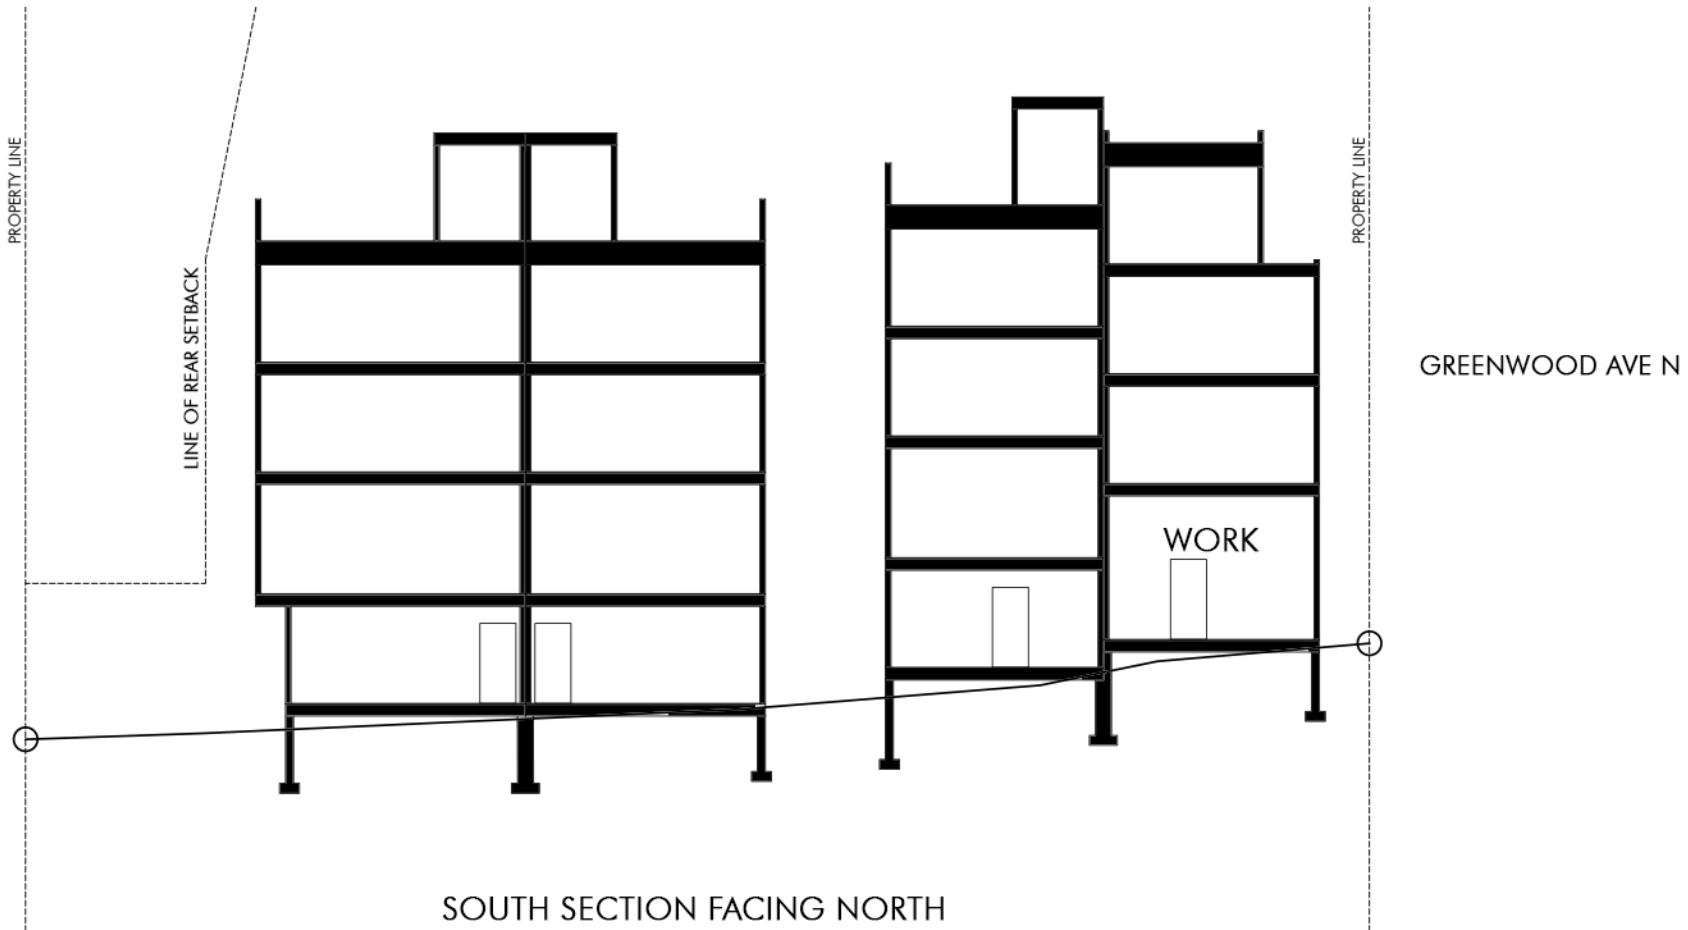 PROPERTY LINE
LINE OF REAR SETBACK
PROPERTY LINE
GREENWOOD AVE N
WORK
SOUTH SECTION FACING NORTH